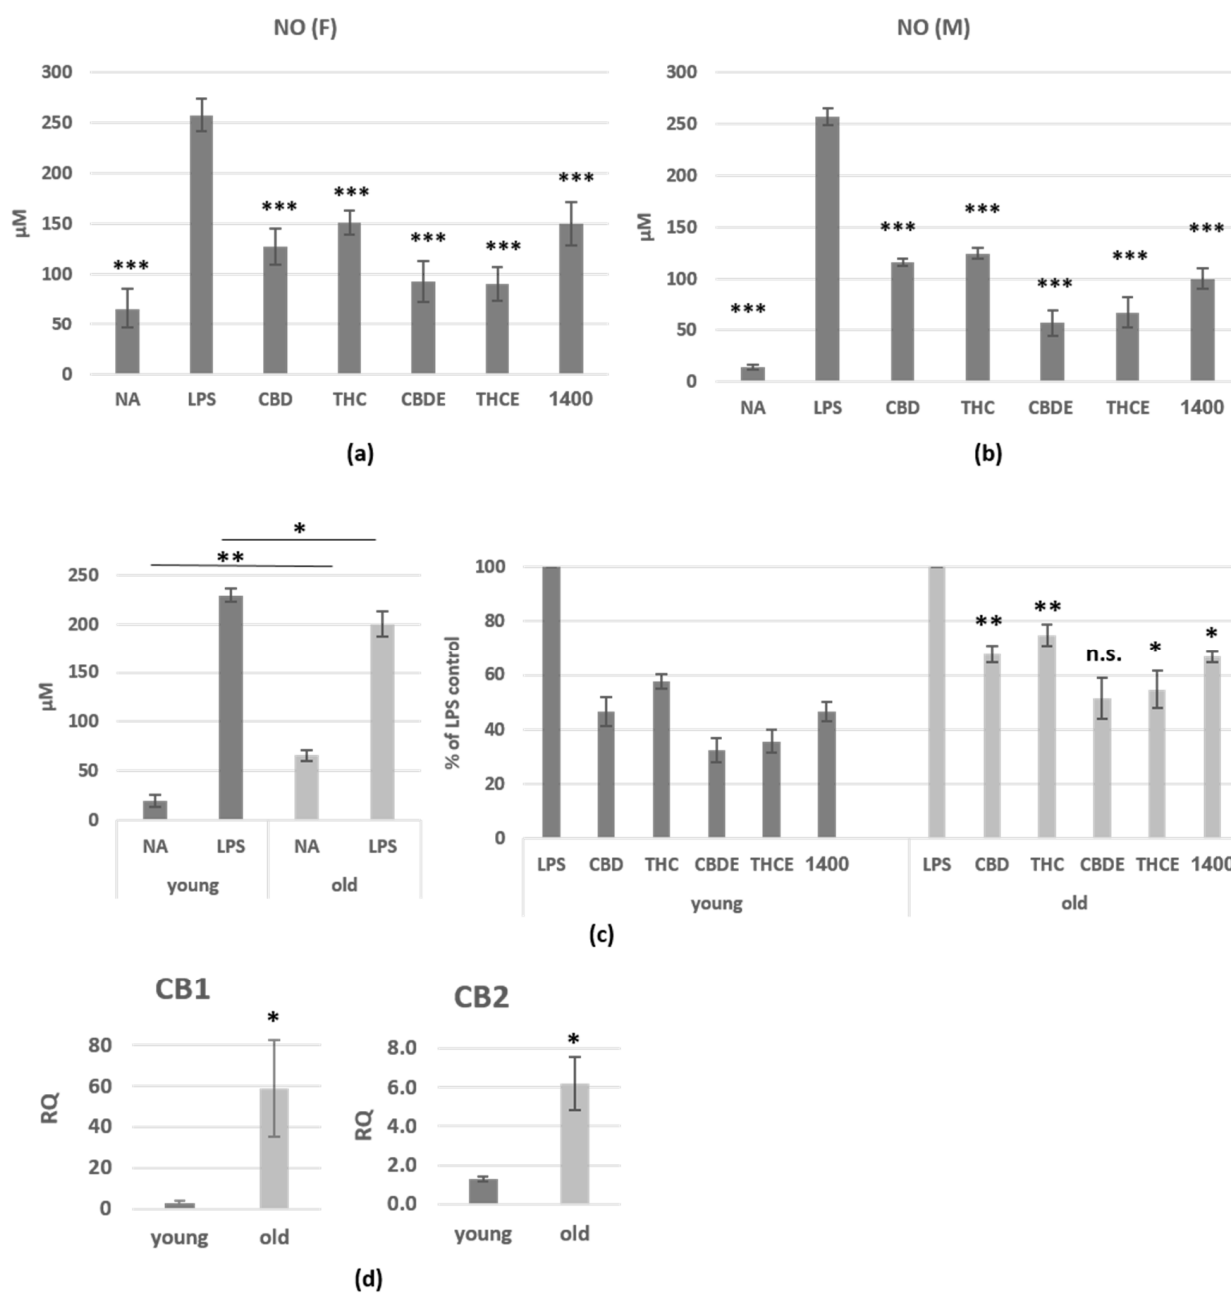 NO (F)
300
250
200
150
100
50
0
µM
***
***
***
***
***
***
NA LPS CBD THC CBDE THCE 1400
(a)
NO (M)
300
250
200
150
100
50
0
µM
***
***
***
***
***
***
NA LPS CBD THC CBDE THCE 1400
(b)
*
**
250
200
150
100
50
0
µM
NA LPS NA LPS
young old
100
80
60
40
20
0
% of LPS control
** ** n.s. * *
LPS CBD THC CBDE THCE 1400 LPS CBD THC CBDE THCE 1400
young old
(c)
CB1
*
80
60
40
20
0
RQ
young old
CB2
*
8.0
6.0
4.0
2.0
0.0
RQ
young old
(d)